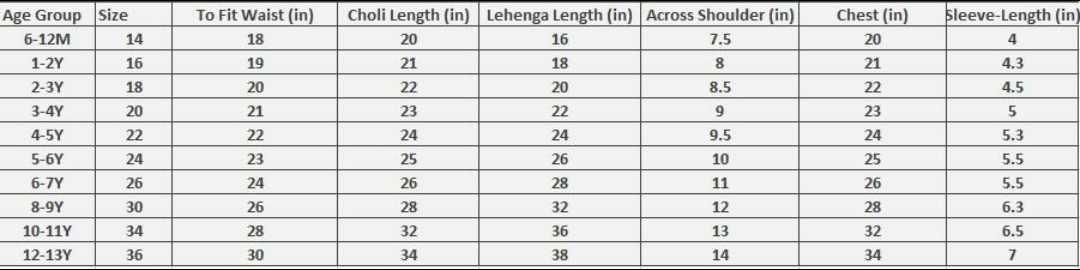 Age Group Size To Fit Waist (in) Choli Length (in) Lehenga Length (in) Across Shoulder (in) Chest (in) Sleeve-Length (in)
6-12M 14 18 20 16 7.5 20 4
1-2Y 16 19 21 18 8 21 4.3
2-3Y 18 20 22 20 8.5 22 4.5
3-4Y 20 21 23 22 9 23 5
4-5Y 22 22 24 24 9.5 24 5.3
5-6Y 24 23 25 26 10 25 5.5
6-7Y 26 24 26 28 11 26 5.5
8-9Y 30 26 28 32 12 28 6.3
10-11Y 34 28 32 36 13 32 6.5
12-13Y 36 30 34 38 14 34 7